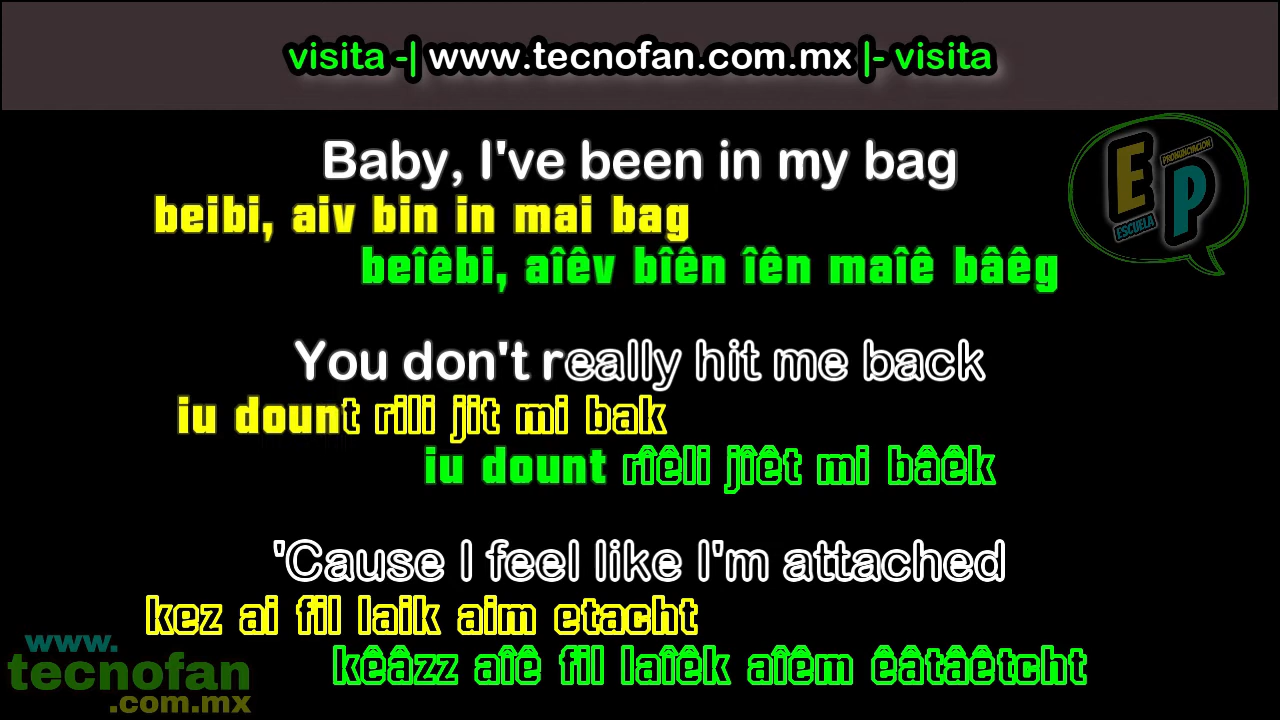 visita -| www.tecnofan.com.mx |- visita
E PRONUNCIACION
ESCUELA P
Baby, I've been in my bag
beibi, aiv bin in mai bag
beîêbi, aîêv bîên îên maîê bâêg
You don't really hit me back
iu dount rili jit mi bak
iu dount rîêli jîêt mi bâêk
'Cause I feel like I'm attached
kez ai fil laik aim etacht
kêâzz aîê fil laîêk aîêm êâtâêtcht
www.
tecnofan
.com.mx